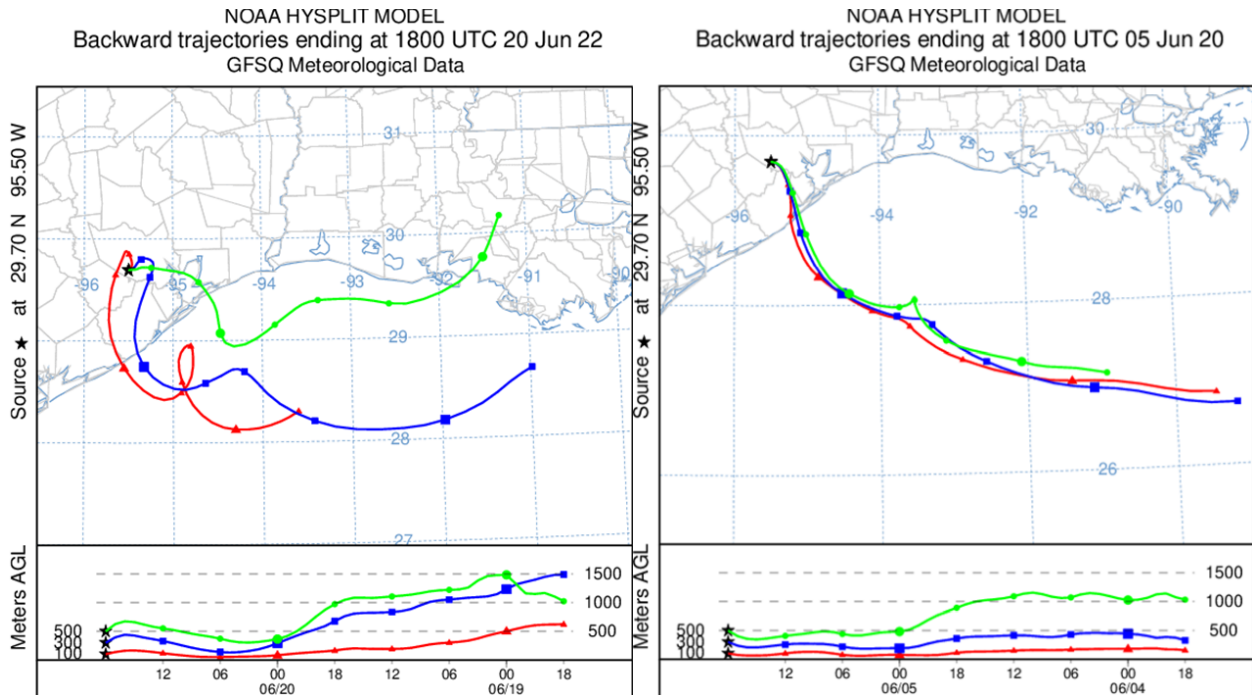 NOAA HYSPLIT MODEL
Backward trajectories ending at 1800 UTC 20 Jun 22
GFSQ Meteorological Data
Source ★ at 29.70 N 95.50 W
31
30
-96
-95
-94
-93
-92
-91
-90
29
28
27
Meters AGL
1500
1000
500
500
300
100
12 06 00 18 12 06 00 18
06/20 06/19
NOAA HYSPLIT MODEL
Backward trajectories ending at 1800 UTC 05 Jun 20
GFSQ Meteorological Data
Source ★ at 29.70 N 95.50 W
30
-96
-94
-92
-90
28
26
Meters AGL
1500
1000
500
500
300
100
12 06 00 18 12 06 00 18
06/05 06/04